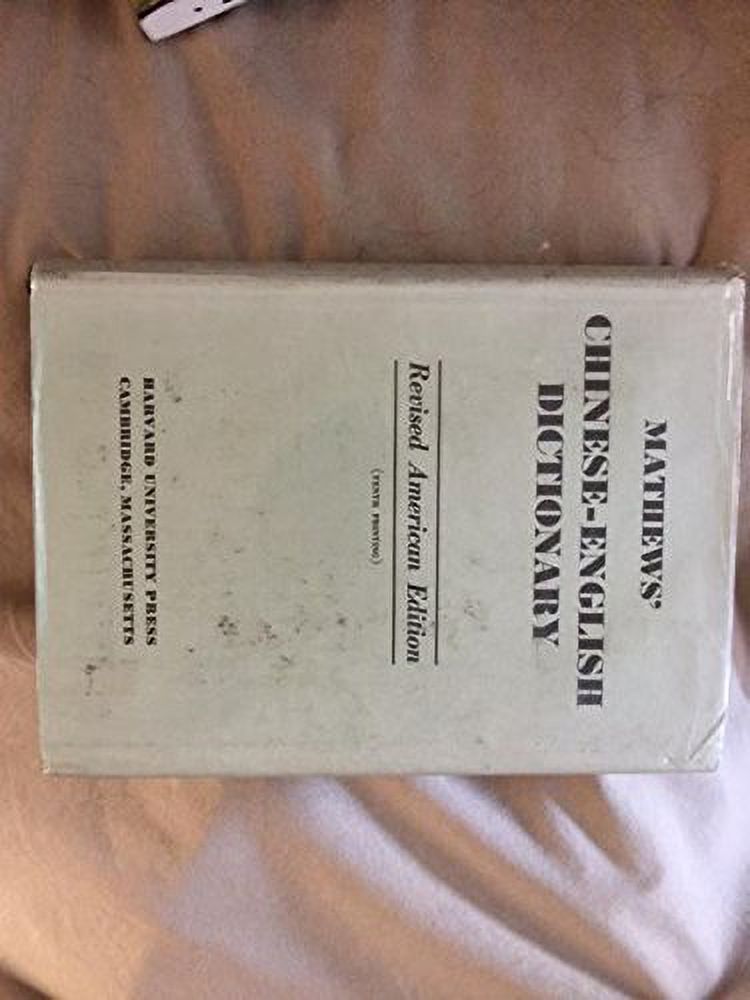 MATHEWS'
CHINESE-ENGLISH
DICTIONARY
Revised American Edition
(TENTH PRINTING)
HARVARD UNIVERSITY PRESS
CAMBRIDGE, MASSACHUSETTS